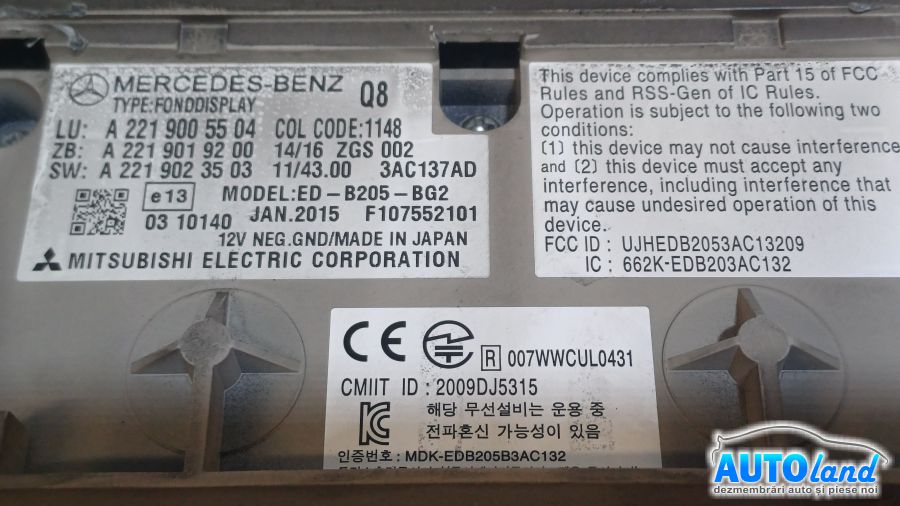 MERCEDES-BENZ Q8
TYPE:FONDDISPLAY
LU: A 221 900 55 04 COL CODE:1148
ZB: A 221 901 92 00 14/16 ZGS 002
SW: A 221 902 35 03 11/43.00 3AC137AD
e13 MODEL:ED-B205-BG2
03 10140 JAN.2015 F107552101
12V NEG.GND/MADE IN JAPAN
MITSUBISHI ELECTRIC CORPORATION
This device complies with Part 15 of FCC
Rules and RSS-Gen of IC Rules.
Operation is subject to the following two
conditions:
(1) this device may not cause interference
and (2) this device must accept any
interference, including interference that
may cause undesired operation of this
device.
FCC ID : UJHEDB2053AC13209
IC : 662K-EDB203AC132
CE R 007WWCUL0431
CMIIT ID : 2009DJ5315
해당 무선설비는 운용 중
전파혼신 가능성이 있음
인증번호 : MDK-EDB205B3AC132
AUTOland
dezmembrări auto și piese noi